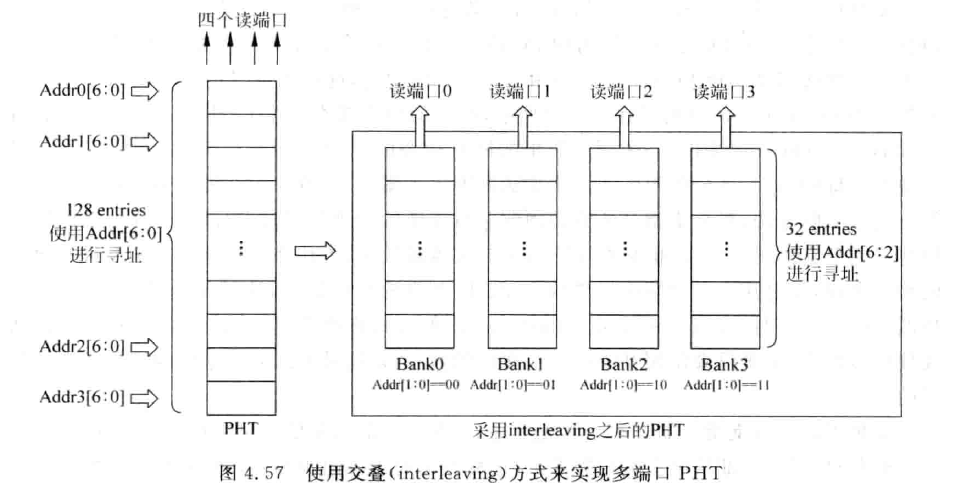 四个读端口
Addr0[6:0]
Addr1[6:0]
128 entries
使用Addr[6:0]
进行寻址
Addr2[6:0]
Addr3[6:0]
PHT
读端口0
读端口1
读端口2
读端口3
32 entries
使用Addr[6:2]
进行寻址
Bank0
Addr[1:0]==00
Bank1
Addr[1:0]==01
Bank2
Addr[1:0]==10
Bank3
Addr[1:0]==11
采用interleaving之后的PHT
图 4.57 使用交叠(interleaving)方式来实现多端口 PHT